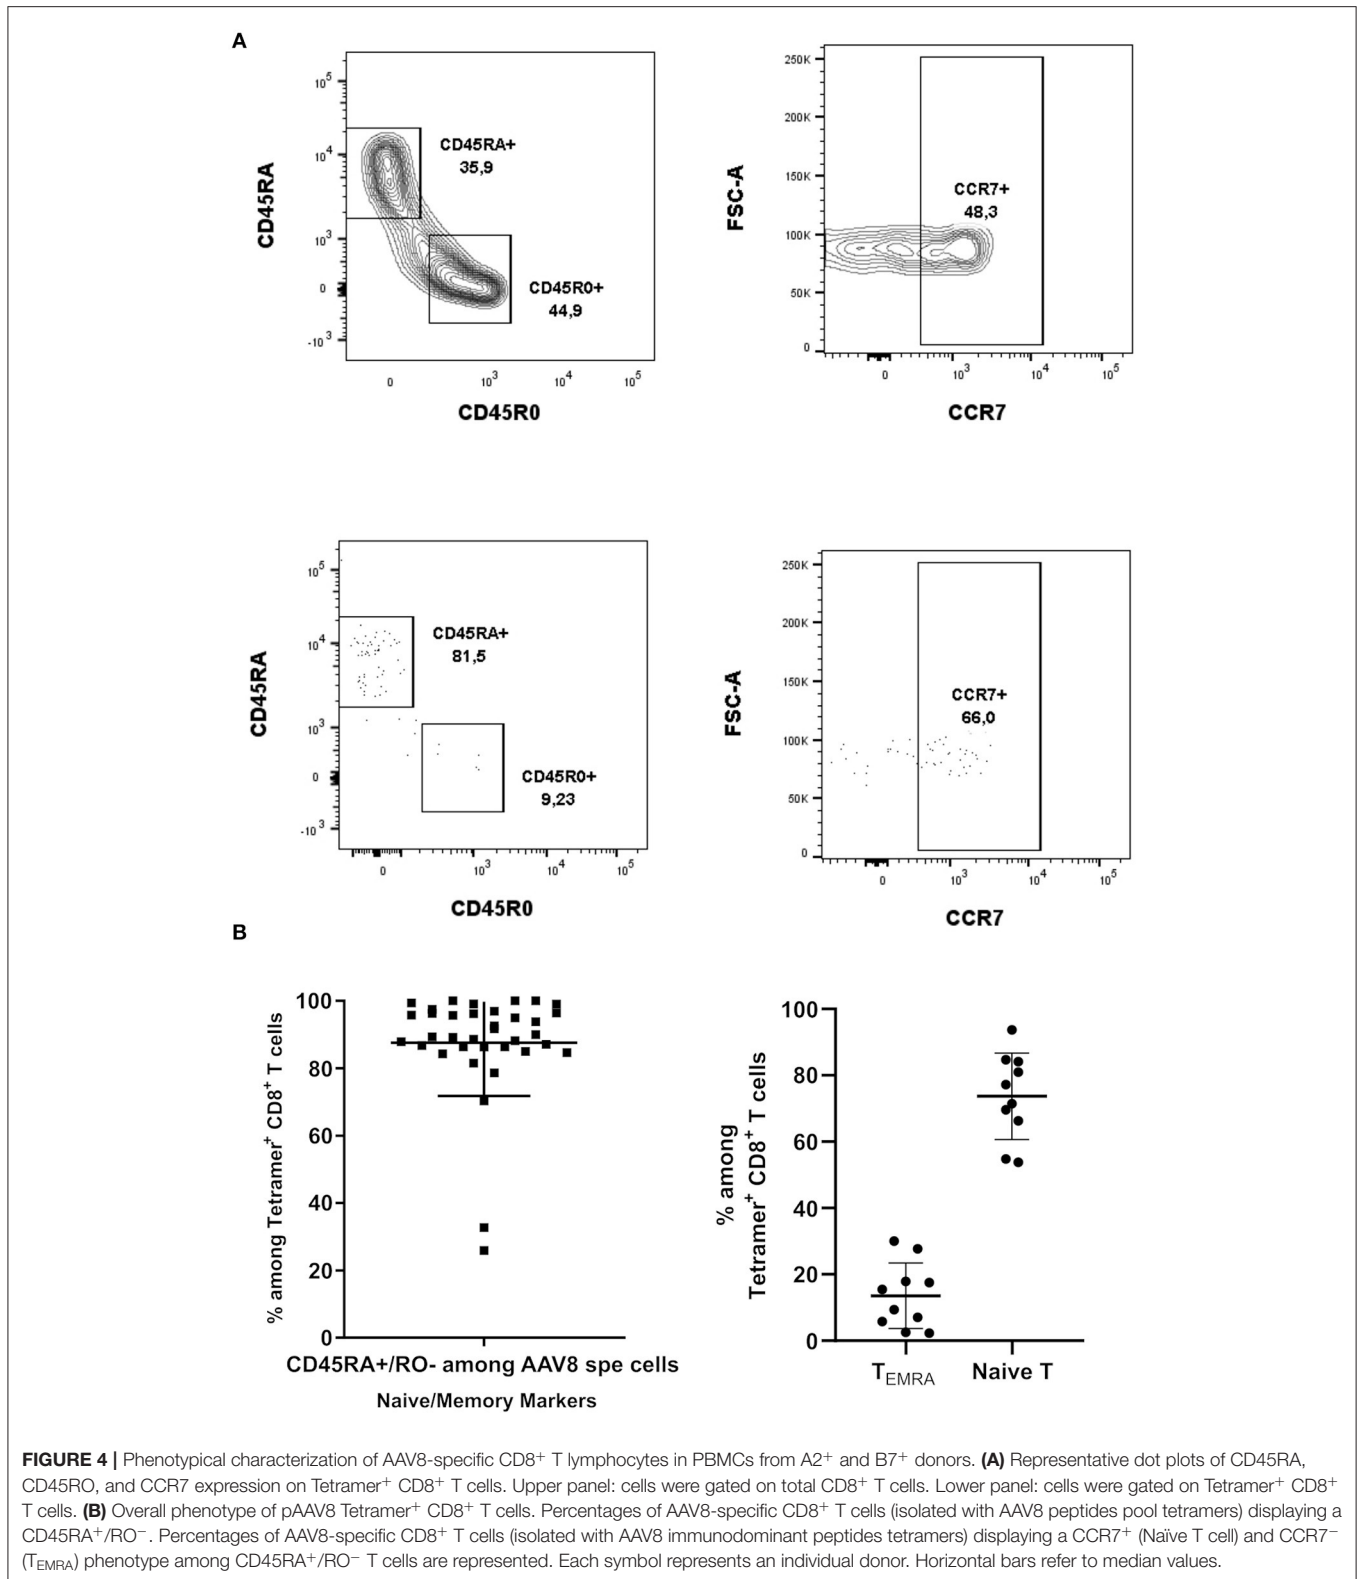 A
CD45RA
10^5
10^4
10^3
0
-10^3
CD45RA+
35,9
CD45R0+
44,9
0 10^3 10^4 10^5
CD45R0
FSC-A
250K
200K
150K
100K
50K
0
CCR7+
48,3
0 10^3 10^4 10^5
CCR7
CD45RA
10^5
10^4
10^3
0
-10^3
CD45RA+
81,5
CD45R0+
9,23
0 10^3 10^4 10^5
CD45R0
FSC-A
250K
200K
150K
100K
50K
0
CCR7+
66,0
0 10^3 10^4 10^5
CCR7
B
% among Tetramer+ CD8+ T cells
100
80
60
40
20
0
CD45RA+/RO- among AAV8 spe cells
Naive/Memory Markers
% among
Tetramer+ CD8+ T cells
100
80
60
40
20
0
TEMRA Naive T
FIGURE 4 | Phenotypical characterization of AAV8-specific CD8+ T lymphocytes in PBMCs from A2+ and B7+ donors. (A) Representative dot plots of CD45RA,
CD45RO, and CCR7 expression on Tetramer+ CD8+ T cells. Upper panel: cells were gated on total CD8+ T cells. Lower panel: cells were gated on Tetramer+ CD8+
T cells. (B) Overall phenotype of pAAV8 Tetramer+ CD8+ T cells. Percentages of AAV8-specific CD8+ T cells (isolated with AAV8 peptides pool tetramers) displaying a
CD45RA+/RO−. Percentages of AAV8-specific CD8+ T cells (isolated with AAV8 immunodominant peptides tetramers) displaying a CCR7+ (Naïve T cell) and CCR7−
(TEMRA) phenotype among CD45RA+/RO− T cells are represented. Each symbol represents an individual donor. Horizontal bars refer to median values.